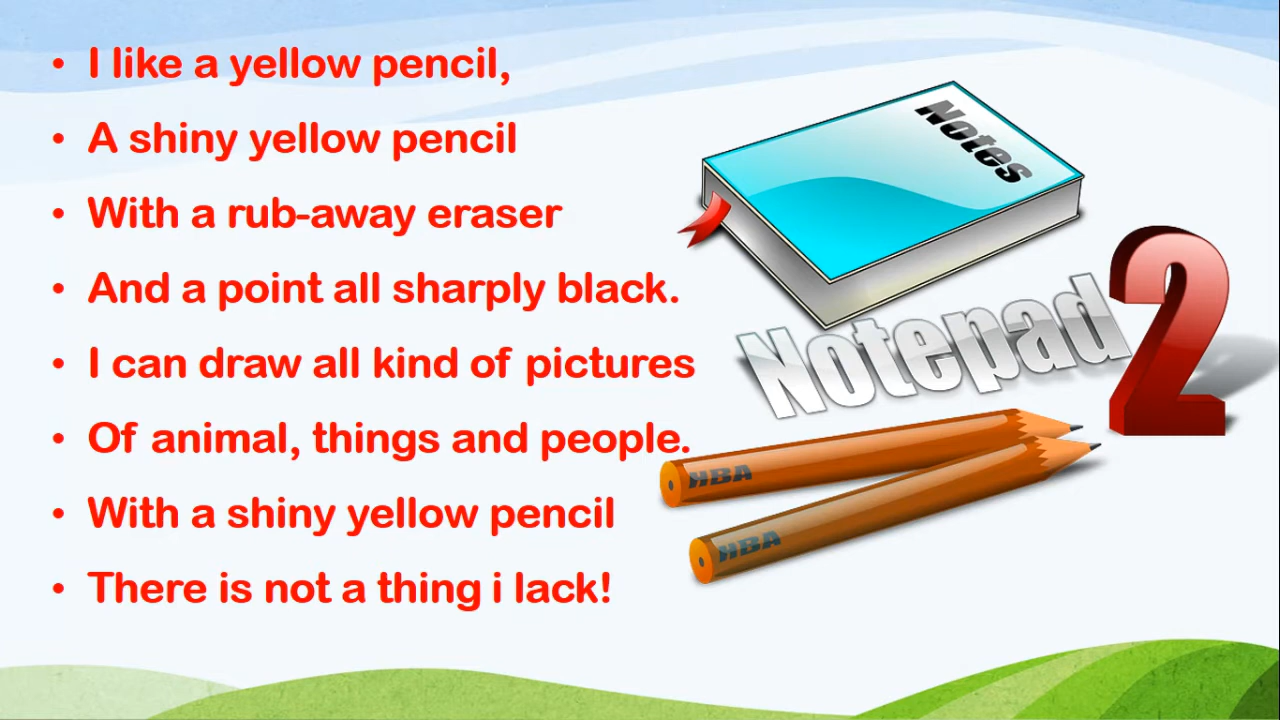 • I like a yellow pencil,
• A shiny yellow pencil
• With a rub-away eraser
• And a point all sharply black.
• I can draw all kind of pictures
• Of animal, things and people.
• With a shiny yellow pencil
• There is not a thing i lack!
Notes
Notepad 2
HBA
HBA